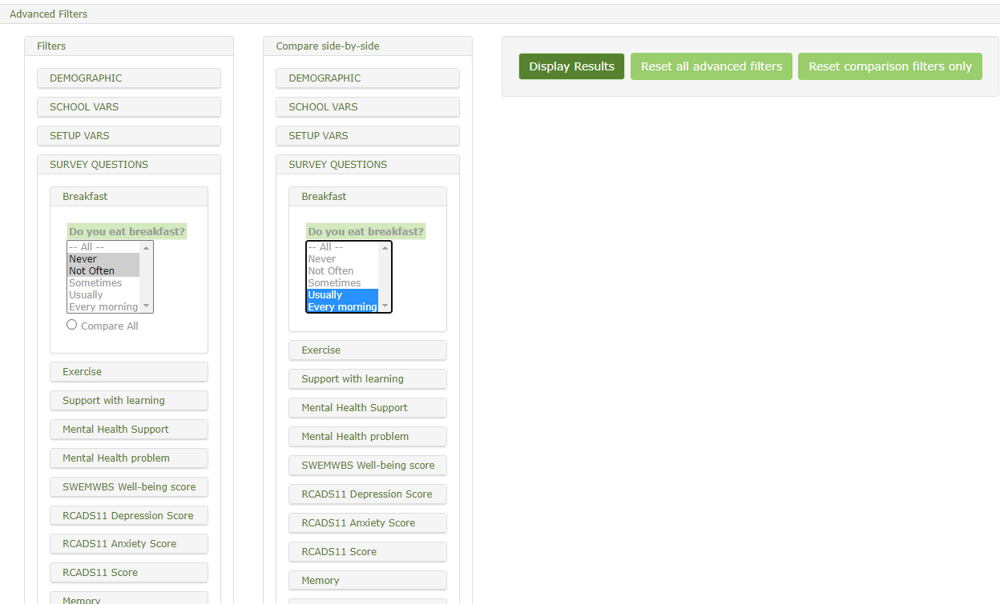 Advanced Filters
Filters
DEMOGRAPHIC
SCHOOL VARS
SETUP VARS
SURVEY QUESTIONS
Breakfast
Do you eat breakfast?
-- All --
Never
Not Often
Sometimes
Usually
Every morning
Compare All
Exercise
Support with learning
Mental Health Support
Mental Health problem
SWEMWBS Well-being score
RCADS11 Depression Score
RCADS11 Anxiety Score
RCADS11 Score
Memory
Compare side-by-side
DEMOGRAPHIC
SCHOOL VARS
SETUP VARS
SURVEY QUESTIONS
Breakfast
Do you eat breakfast?
-- All --
Never
Not Often
Sometimes
Usually
Every morning
Exercise
Support with learning
Mental Health Support
Mental Health problem
SWEMWBS Well-being score
RCADS11 Depression Score
RCADS11 Anxiety Score
RCADS11 Score
Memory
Display Results
Reset all advanced filters
Reset comparison filters only